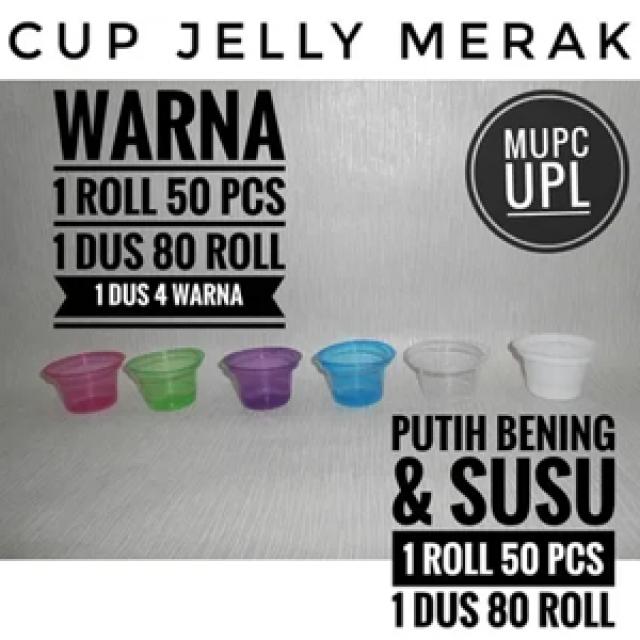 CUP JELLY MERAK
WARNA
1 ROLL 50 PCS
1 DUS 80 ROLL
1 DUS 4 WARNA
MUPC
UPL
PUTIH BENING
& SUSU
1 ROLL 50 PCS
1 DUS 80 ROLL